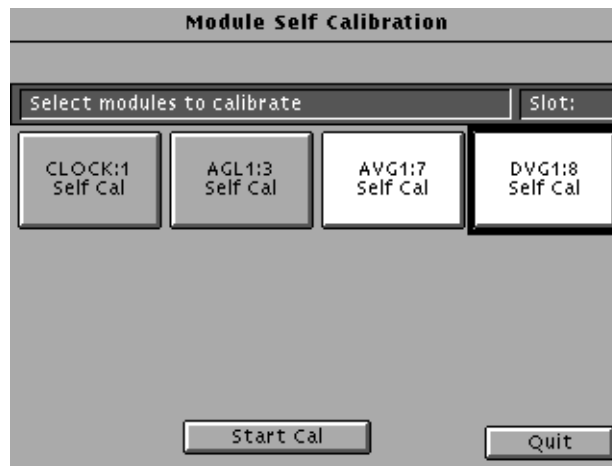 Module Self Calibration
Select modules to calibrate
Slot:
CLOCK:1
Self Cal
AGL1:3
Self Cal
AVG1:7
Self Cal
DVG1:8
Self Cal
Start Cal
Quit